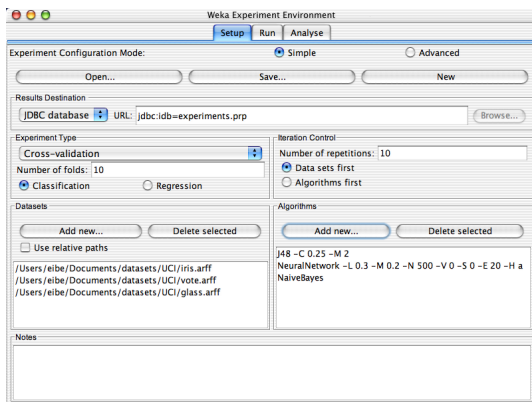 Weka Experiment Environment
Setup Run Analyse
Experiment Configuration Mode: Simple Advanced
Open... Save... New
Results Destination
JDBC database URL: jdbc:idb=experiments.prp Browse...
Experiment Type
Cross-validation
Number of folds: 10
Classification Regression
Iteration Control
Number of repetitions: 10
Data sets first
Algorithms first
Datasets
Add new... Delete selected
Use relative paths
/Users/eibe/Documents/datasets/UCI/iris.arff
/Users/eibe/Documents/datasets/UCI/vote.arff
/Users/eibe/Documents/datasets/UCI/glass.arff
Algorithms
Add new... Delete selected
J48 -C 0.25 -M 2
NeuralNetwork -L 0.3 -M 0.2 -N 500 -V 0 -S 0 -E 20 -H a
NaiveBayes
Notes